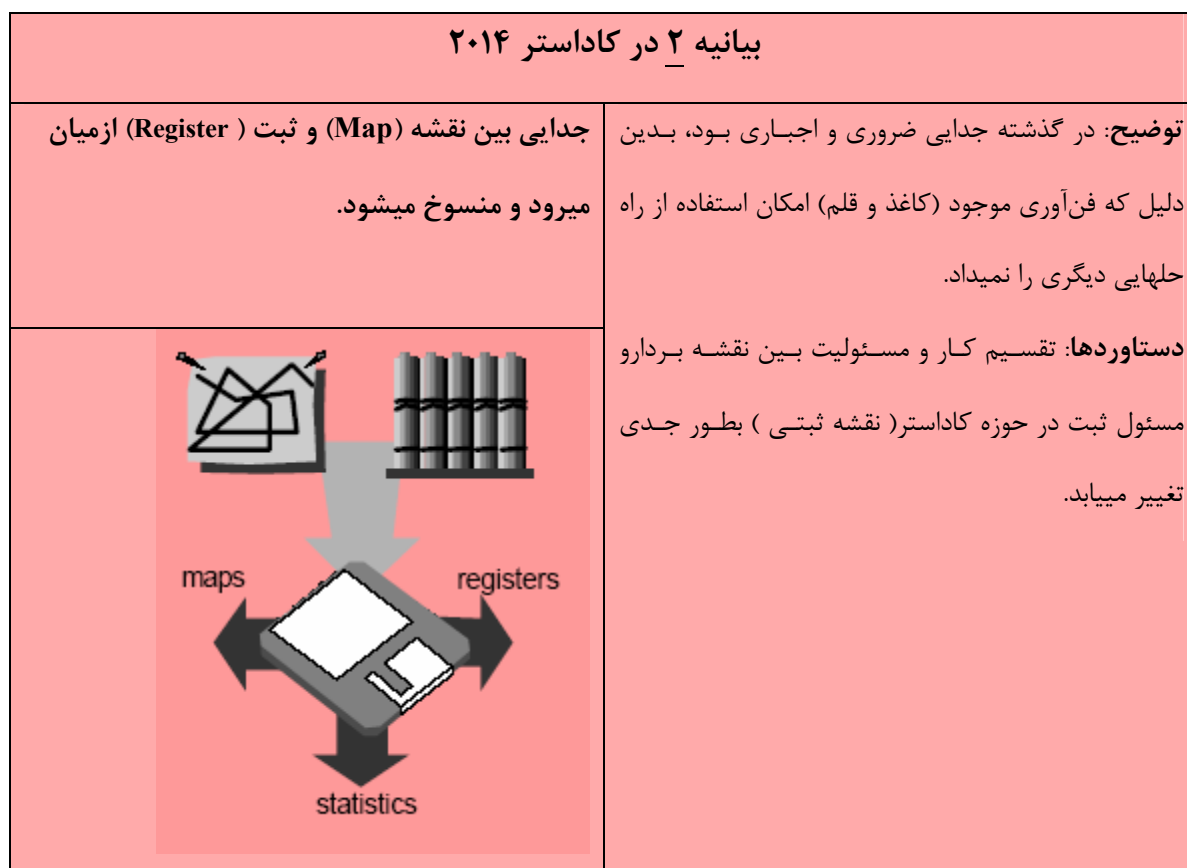 بیانیه ۲ در کاداستر ۲۰۱۴
توضیح: در گذشته جدایی ضروری و اجباری بود، بدین
دلیل که فن‌آوری موجود (کاغذ و قلم) امکان استفاده از راه
حلهایی دیگری را نمیداد.
دستاوردها: تقسیم کار و مسئولیت بین نقشه بردارو
مسئول ثبت در حوزه کاداستر( نقشه ثبتی ) بطور جدی
تغییر مییابد.
جدایی بین نقشه (Map) و ثبت ( Register) ازمیان
میرود و منسوخ میشود.
maps
registers
statistics